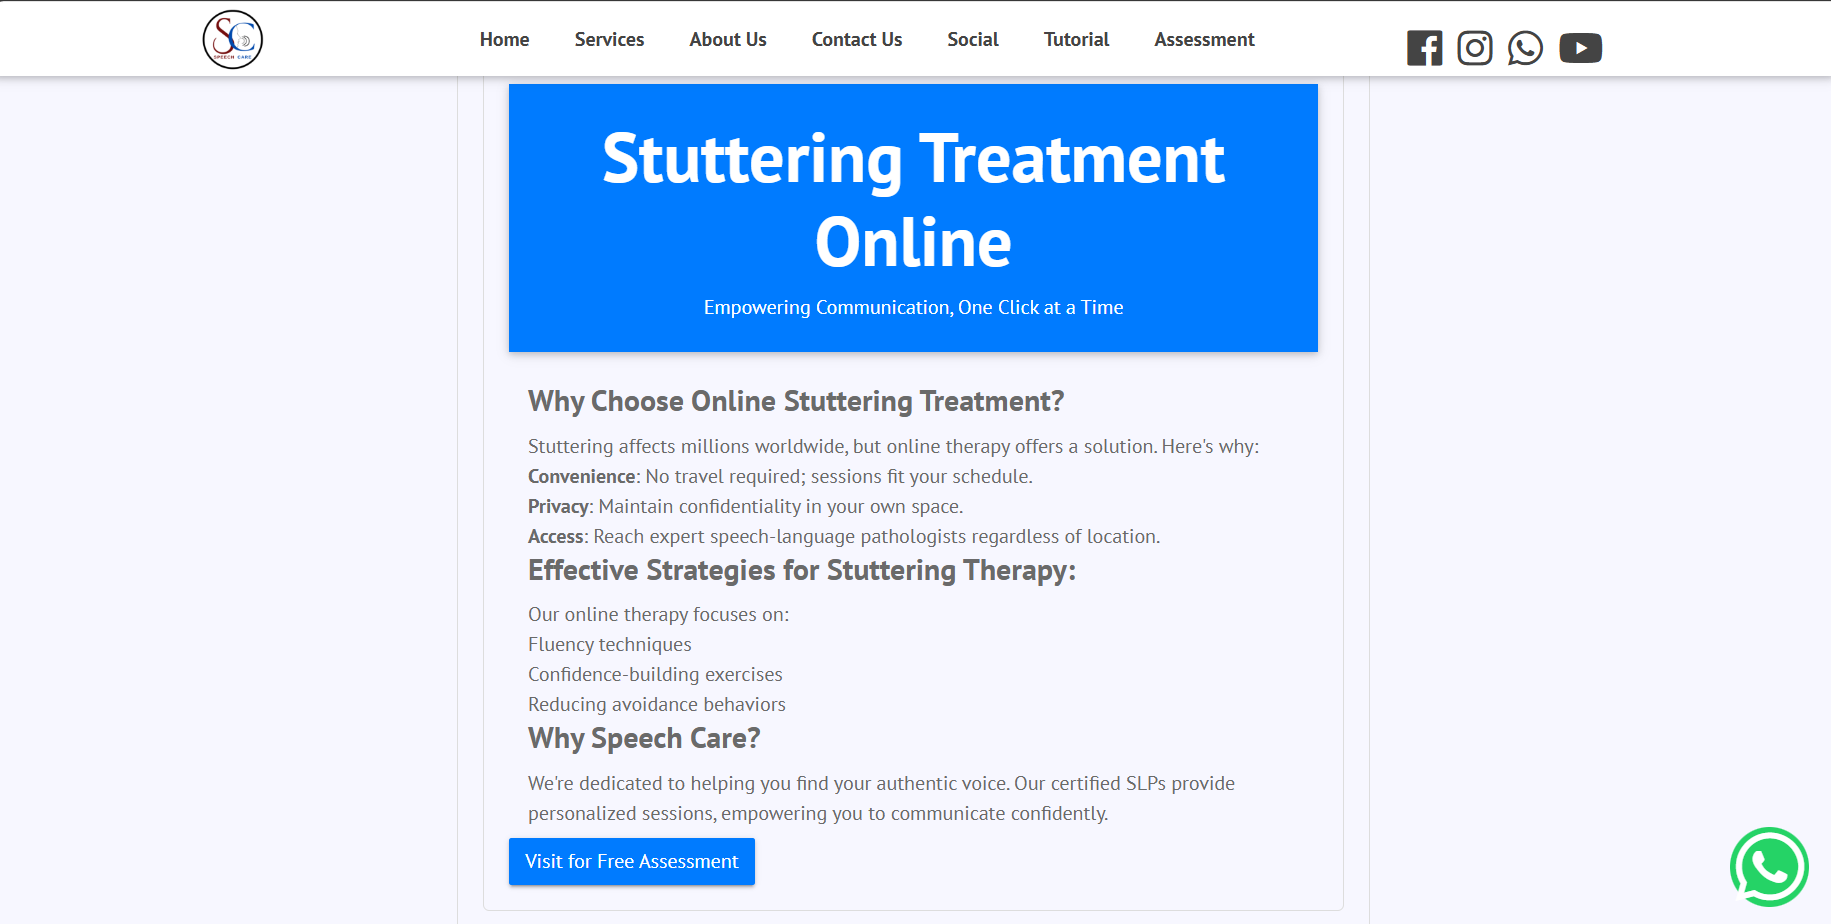 SC
SPEECH CARE
Home Services About Us Contact Us Social Tutorial Assessment
Stuttering Treatment
Online
Empowering Communication, One Click at a Time
Why Choose Online Stuttering Treatment?
Stuttering affects millions worldwide, but online therapy offers a solution. Here's why:
Convenience: No travel required; sessions fit your schedule.
Privacy: Maintain confidentiality in your own space.
Access: Reach expert speech-language pathologists regardless of location.
Effective Strategies for Stuttering Therapy:
Our online therapy focuses on:
Fluency techniques
Confidence-building exercises
Reducing avoidance behaviors
Why Speech Care?
We're dedicated to helping you find your authentic voice. Our certified SLPs provide
personalized sessions, empowering you to communicate confidently.
Visit for Free Assessment